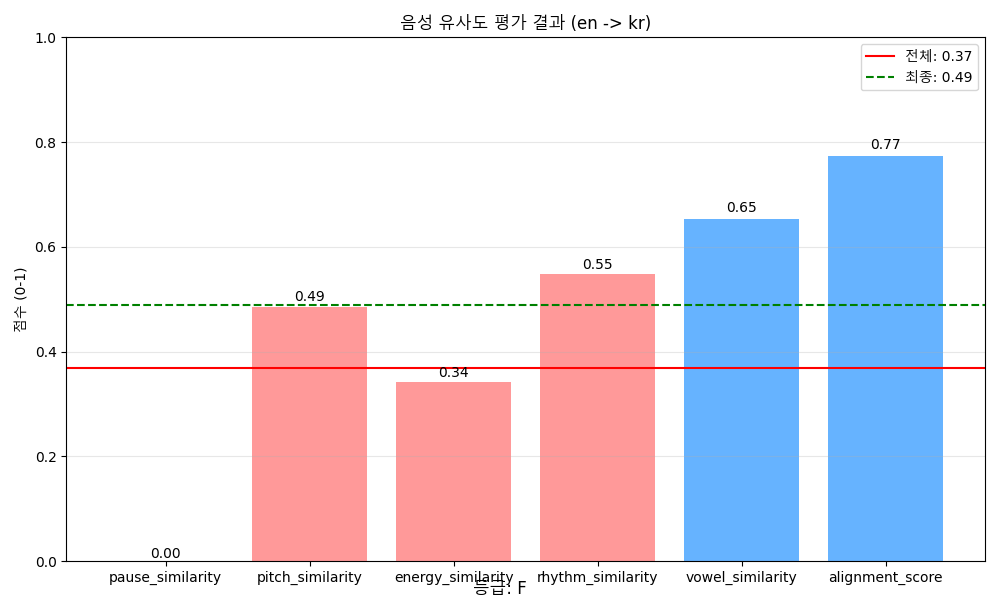 음성 유사도 평가 결과 (en -> kr)
전체: 0.37
최종: 0.49
점수 (0-1)
1.0
0.8
0.6
0.4
0.2
0.0
0.00
0.49
0.34
0.55
0.65
0.77
pause_similarity
pitch_similarity
energy_similarity
rhythm_similarity
vowel_similarity
alignment_score
등급: F